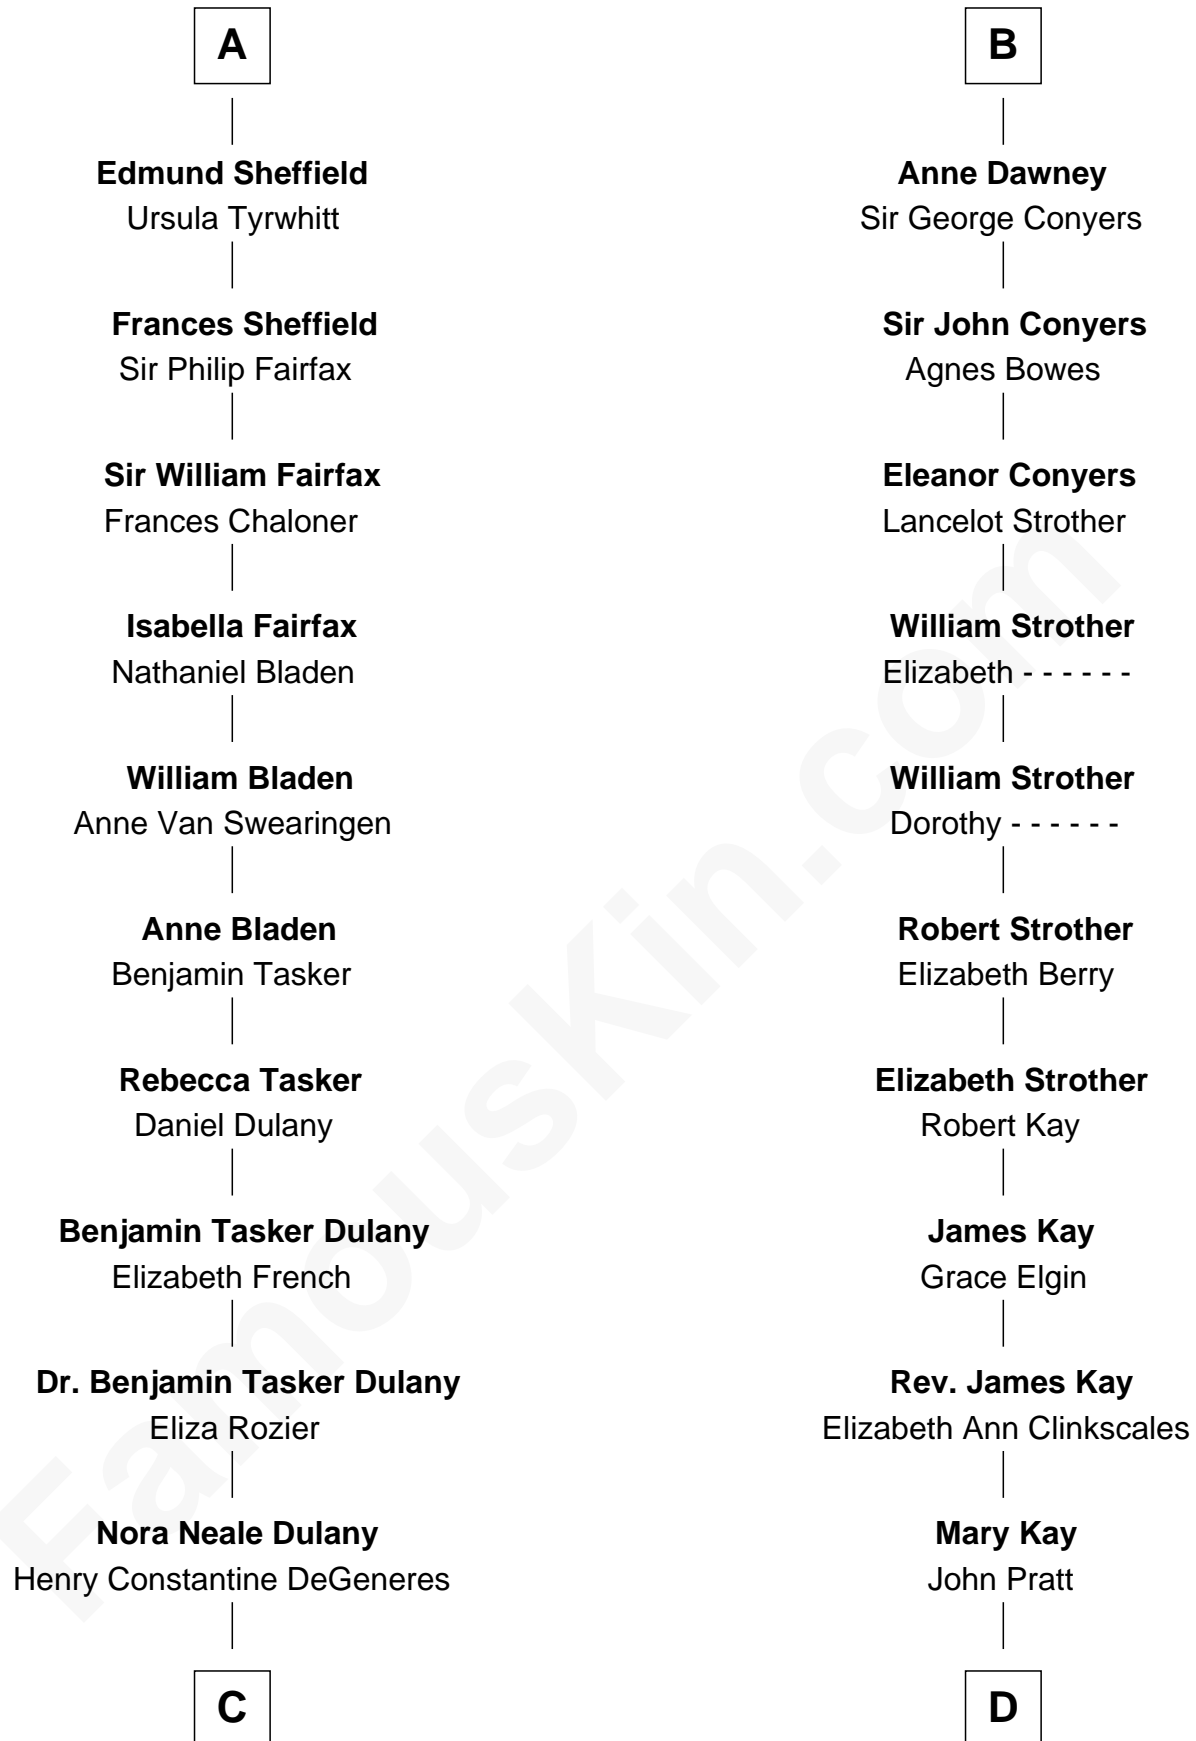 A
Edmund Sheffield
Ursula Tyrwhitt
Frances Sheffield
Sir Philip Fairfax
Sir William Fairfax
Frances Chaloner
Isabella Fairfax
Nathaniel Bladen
William Bladen
Anne Van Swearingen
Anne Bladen
Benjamin Tasker
Rebecca Tasker
Daniel Dulany
Benjamin Tasker Dulany
Elizabeth French
Dr. Benjamin Tasker Dulany
Eliza Rozier
Nora Neale Dulany
Henry Constantine DeGeneres
C
B
Anne Dawney
Sir George Conyers
Sir John Conyers
Agnes Bowes
Eleanor Conyers
Lancelot Strother
William Strother
Elizabeth - - - - - -
William Strother
Dorothy - - - - - -
Robert Strother
Elizabeth Berry
Elizabeth Strother
Robert Kay
James Kay
Grace Elgin
Rev. James Kay
Elizabeth Ann Clinkscales
Mary Kay
John Pratt
D
FamousKin.com